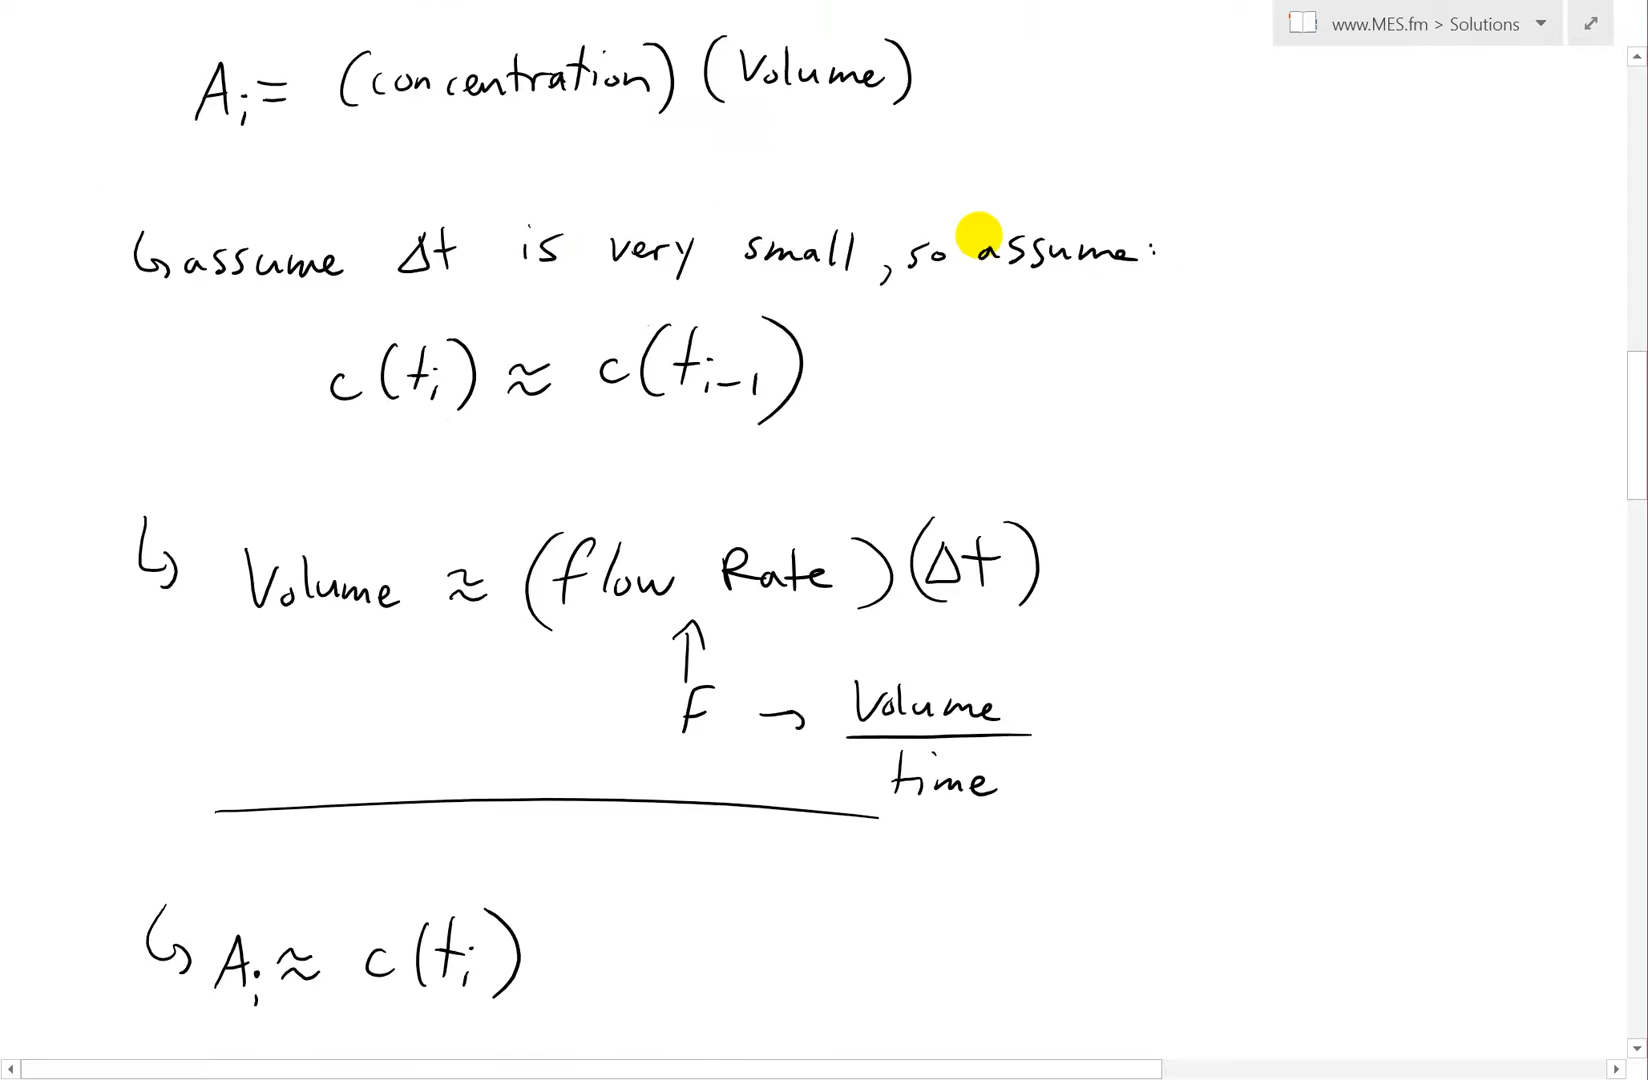 www.MES.fm > Solutions
Aᵢ = (concentration) (Volume)
↳ assume Δt is very small, so assume:
c(tᵢ) ≈ c(tᵢ₋₁)
↳ Volume ≈ (flow Rate)(Δt)
↑
F → Volume
time
↳ Aᵢ ≈ c(tᵢ)